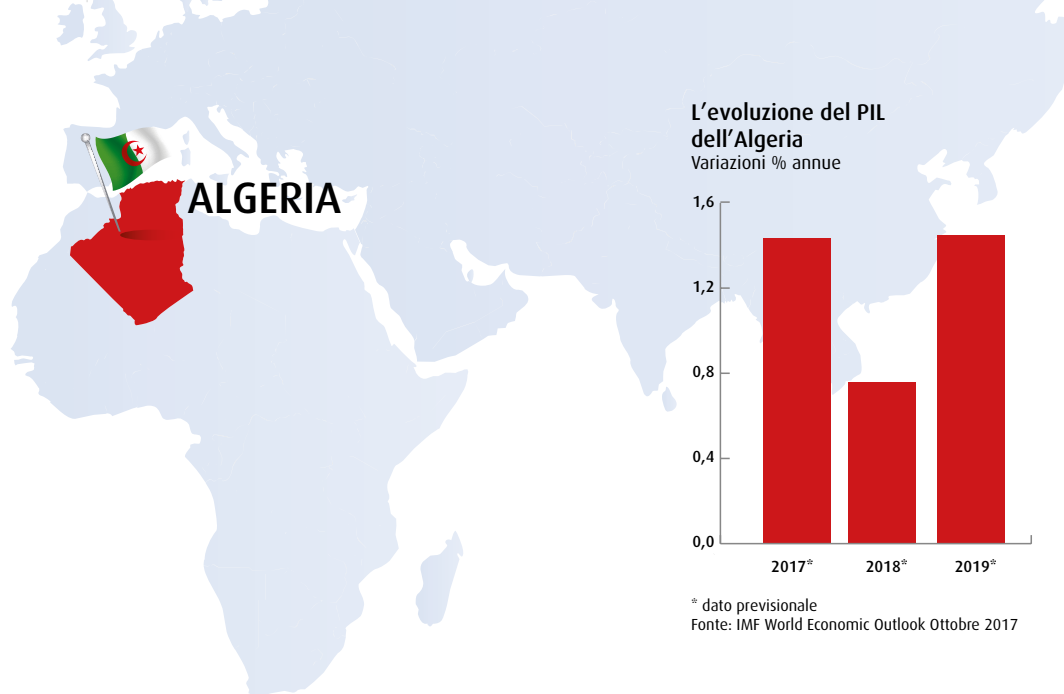 ALGERIA
L'evoluzione del PIL
dell'Algeria
Variazioni % annue
1,6
1,2
0,8
0,4
0,0
2017* 2018* 2019*
* dato previsionale
Fonte: IMF World Economic Outlook Ottobre 2017